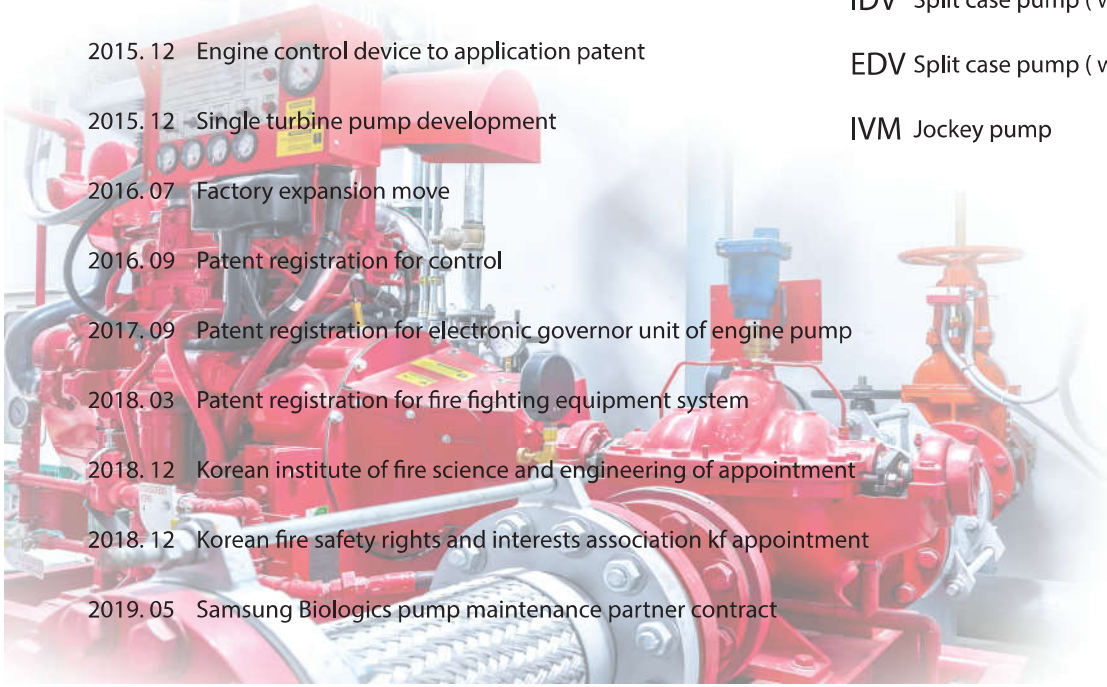 2015. 12 Engine control device to application patent
2015. 12 Single turbine pump development
2016. 07 Factory expansion move
2016. 09 Patent registration for control
2017. 09 Patent registration for electronic governor unit of engine pump
2018. 03 Patent registration for fire fighting equipment system
2018. 12 Korean institute of fire science and engineering of appointment
2018. 12 Korean fire safety rights and interests association kf appointment
2019. 05 Samsung Biologics pump maintenance partner contract
IDV Split case pump (
EDV Split case pump (
IVM Jockey pump